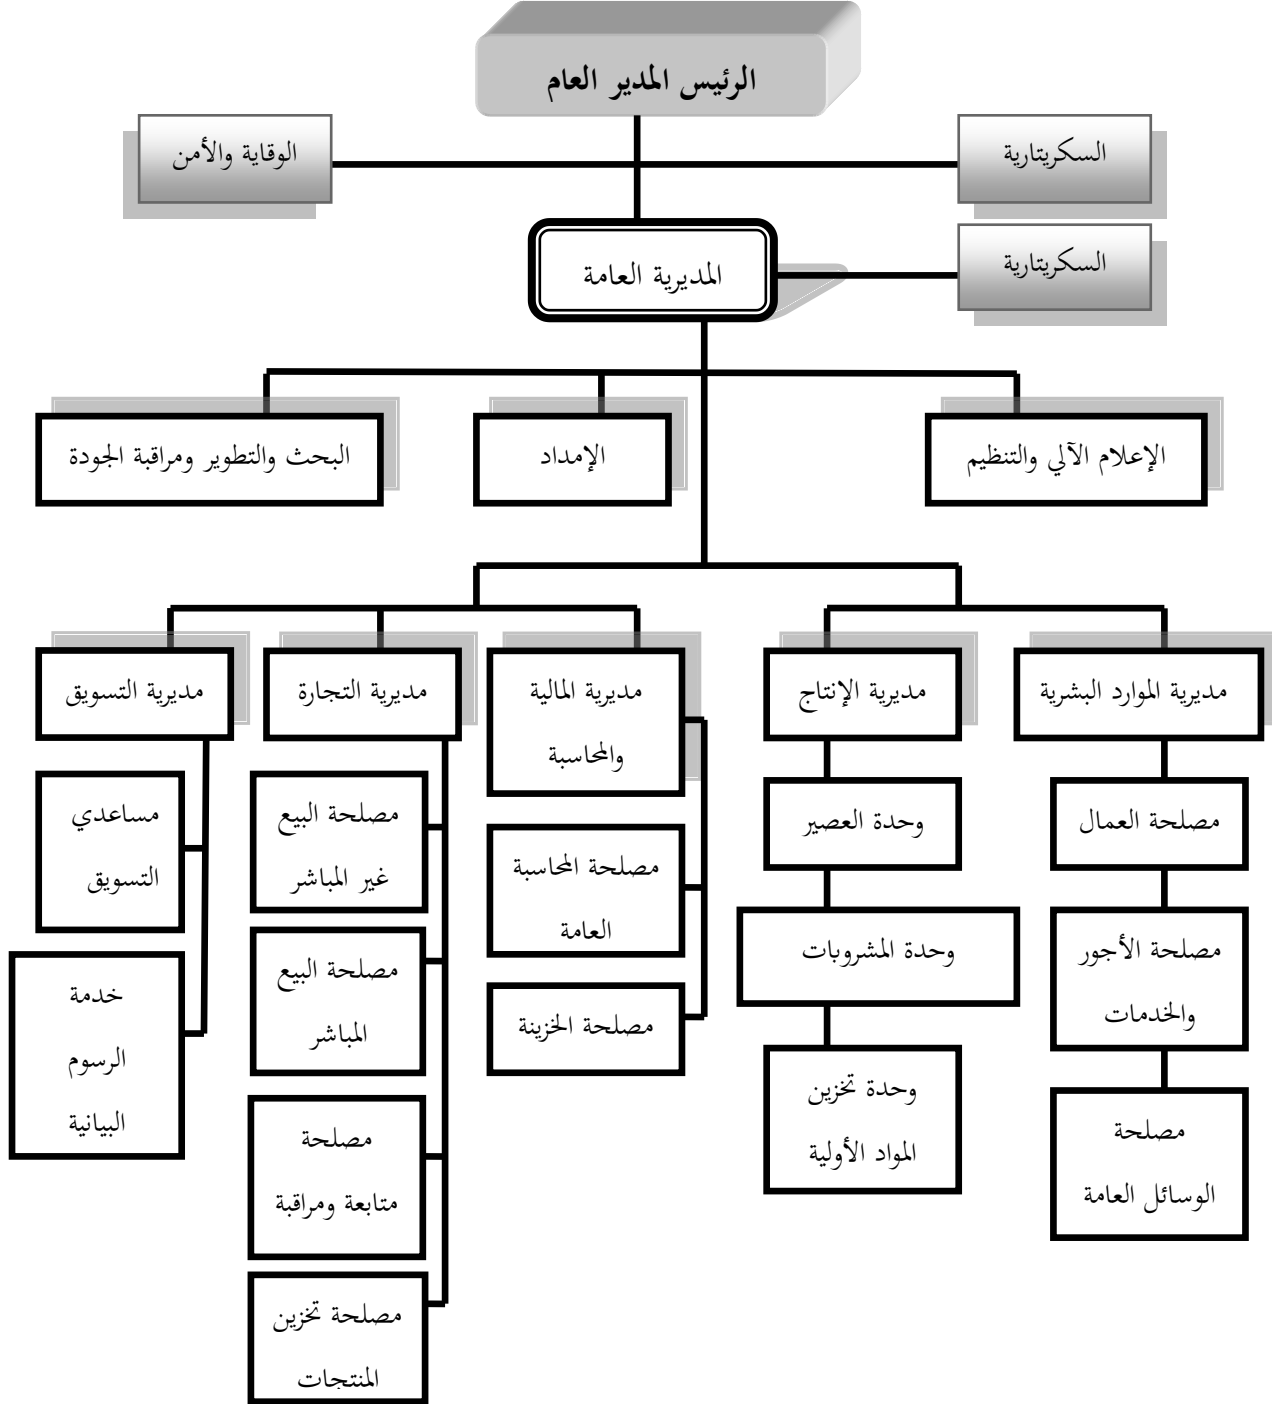 الرئيس المدير العام
السكريتارية
الوقاية والأمن
السكريتارية
المديرية العامة
الإعلام الآلي والتنظيم
الإمداد
البحث والتطوير ومراقبة الجودة
مديرية الموارد البشرية
مصلحة العمال
مصلحة الأجور
والخدمات
مصلحة
الوسائل العامة
مديرية الإنتاج
وحدة العصير
وحدة المشروبات
وحدة تخزين
المواد الأولية
مديرية المالية
والمحاسبة
مصلحة المحاسبة
العامة
مصلحة الخزينة
مديرية التجارة
مصلحة البيع
غير المباشر
مصلحة البيع
المباشر
مصلحة
متابعة ومراقبة
مصلحة تخزين
المنتجات
مديرية التسويق
مساعدي
التسويق
خدمة
الرسوم
البيانية